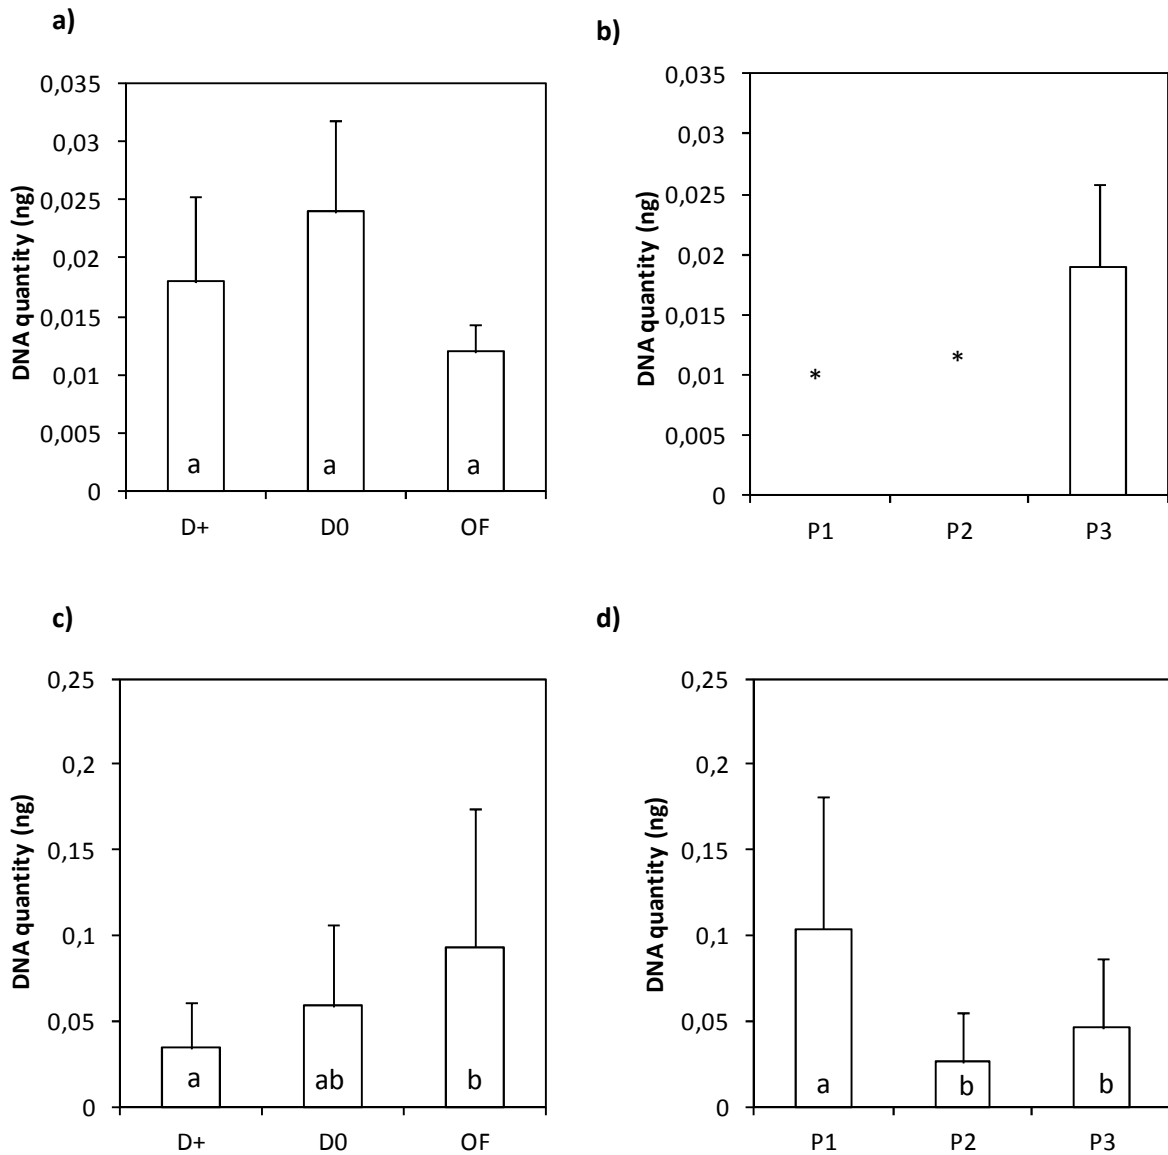 a)
0,035
0,03
0,025
0,02
0,015
0,01
0,005
0
DNA quantity (ng)
a
a
a
D+
D0
OF
b)
0,035
0,03
0,025
0,02
0,015
0,01
0,005
0
DNA quantity (ng)
*
*
P1
P2
P3
c)
0,25
0,2
0,15
0,1
0,05
0
DNA quantity (ng)
a
ab
b
D+
D0
OF
d)
0,25
0,2
0,15
0,1
0,05
0
DNA quantity (ng)
a
b
b
P1
P2
P3